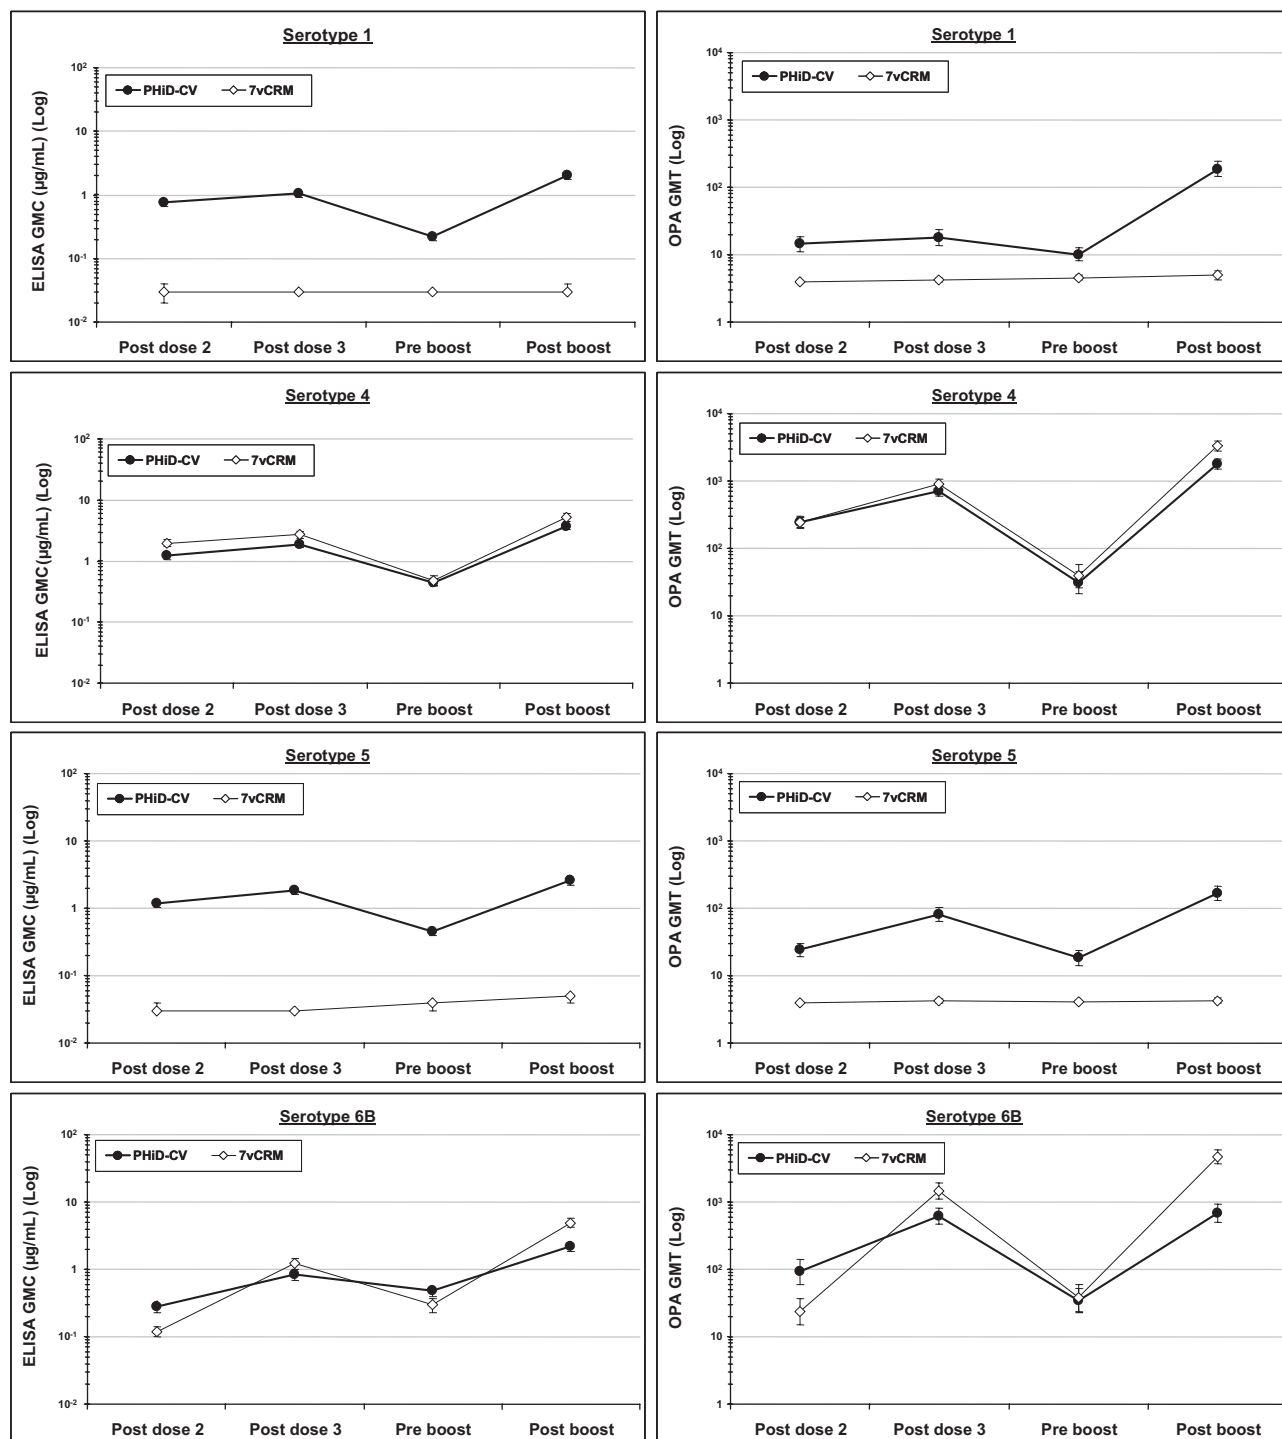 Serotype 1
ELISA GMC (µg/mL) (Log)
10²
10
1
10⁻¹
10⁻²
PHiD-CV 7vCRM
Post dose 2 Post dose 3 Pre boost Post boost
Serotype 1
OPA GMT (Log)
10⁴
10³
10²
10
1
PHiD-CV 7vCRM
Post dose 2 Post dose 3 Pre boost Post boost
Serotype 4
ELISA GMC (µg/mL) (Log)
10²
10
1
10⁻¹
10⁻²
PHiD-CV 7vCRM
Post dose 2 Post dose 3 Pre boost Post boost
Serotype 4
OPA GMT (Log)
10⁴
10³
10²
10
1
PHiD-CV 7vCRM
Post dose 2 Post dose 3 Pre boost Post boost
Serotype 5
ELISA GMC (µg/mL) (Log)
10²
10
1
10⁻¹
10⁻²
PHiD-CV 7vCRM
Post dose 2 Post dose 3 Pre boost Post boost
Serotype 5
OPA GMT (Log)
10⁴
10³
10²
10
1
PHiD-CV 7vCRM
Post dose 2 Post dose 3 Pre boost Post boost
Serotype 6B
ELISA GMC (µg/mL) (Log)
10²
10
1
10⁻¹
10⁻²
PHiD-CV 7vCRM
Post dose 2 Post dose 3 Pre boost Post boost
Serotype 6B
OPA GMT (Log)
10⁴
10³
10²
10
1
PHiD-CV 7vCRM
Post dose 2 Post dose 3 Pre boost Post boost